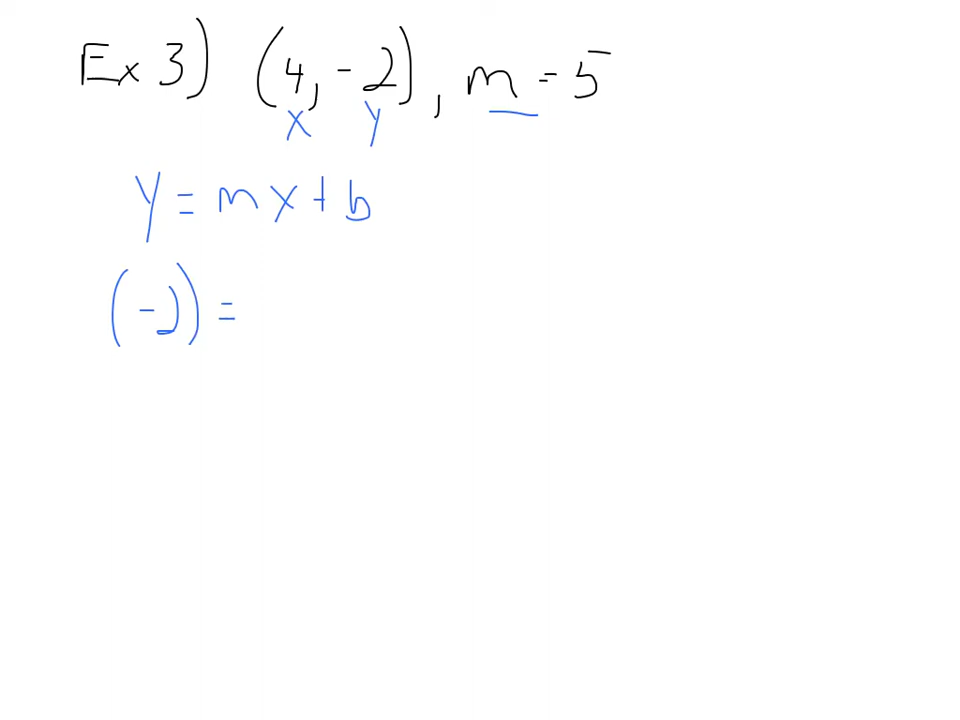 Ex 3) (4, -2), m = 5
x y
y = mx + b
(-2) =